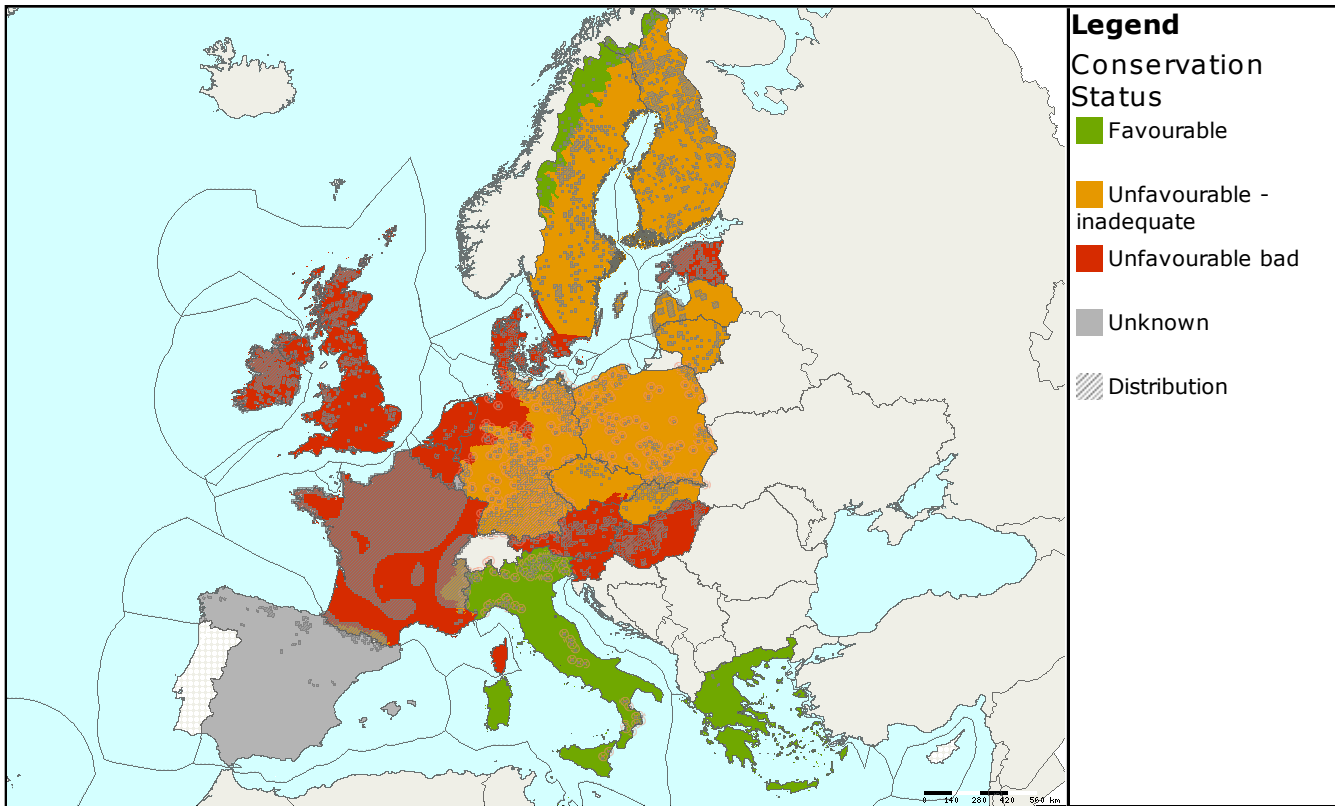 Legend
Conservation
Status
Favourable
Unfavourable -
inadequate
Unfavourable bad
Unknown
Distribution
0 140 280 420 560 km